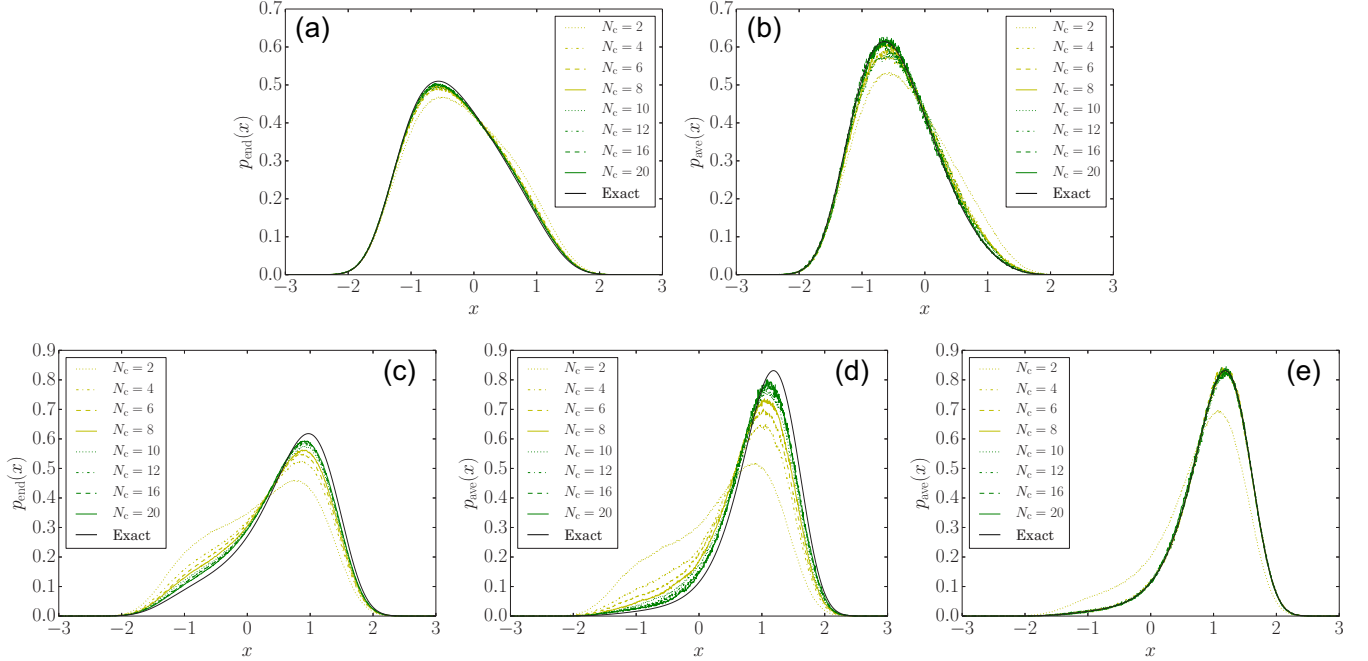 (a)
0.7
0.6
0.5
0.4
0.3
0.2
0.1
0.0
p_end(x)
−3 −2 −1 0 1 2 3
x
N_c = 2
N_c = 4
N_c = 6
N_c = 8
N_c = 10
N_c = 12
N_c = 16
N_c = 20
Exact
(b)
0.7
0.6
0.5
0.4
0.3
0.2
0.1
0.0
p_ave(x)
−3 −2 −1 0 1 2 3
x
N_c = 2
N_c = 4
N_c = 6
N_c = 8
N_c = 10
N_c = 12
N_c = 16
N_c = 20
Exact
(c)
0.9
0.8
0.7
0.6
0.5
0.4
0.3
0.2
0.1
0.0
p_end(x)
N_c = 2
N_c = 4
N_c = 6
N_c = 8
N_c = 10
N_c = 12
N_c = 16
N_c = 20
Exact
−3 −2 −1 0 1 2 3
x
(d)
0.9
0.8
0.7
0.6
0.5
0.4
0.3
0.2
0.1
0.0
p_ave(x)
N_c = 2
N_c = 4
N_c = 6
N_c = 8
N_c = 10
N_c = 12
N_c = 16
N_c = 20
Exact
−3 −2 −1 0 1 2 3
x
(e)
0.9
0.8
0.7
0.6
0.5
0.4
0.3
0.2
0.1
0.0
p_ave(x)
N_c = 2
N_c = 4
N_c = 6
N_c = 8
N_c = 10
N_c = 12
N_c = 16
N_c = 20
Exact
−3 −2 −1 0 1 2 3
x